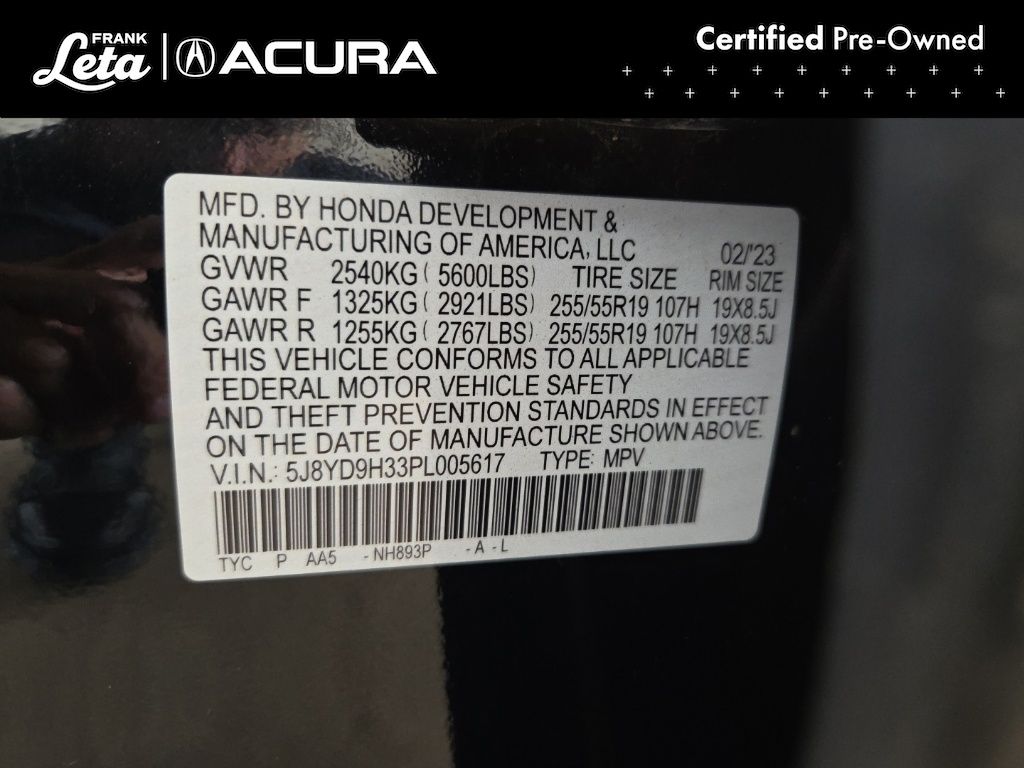 FRANK
Leta
ACURA
Certified Pre-Owned
MFD. BY HONDA DEVELOPMENT &
MANUFACTURING OF AMERICA, LLC 02/'23
GVWR 2540KG ( 5600LBS) TIRE SIZE RIM SIZE
GAWR F 1325KG ( 2921LBS) 255/55R19 107H 19X8.5J
GAWR R 1255KG ( 2767LBS) 255/55R19 107H 19X8.5J
THIS VEHICLE CONFORMS TO ALL APPLICABLE
FEDERAL MOTOR VEHICLE SAFETY
AND THEFT PREVENTION STANDARDS IN EFFECT
ON THE DATE OF MANUFACTURE SHOWN ABOVE.
V.I.N.: 5J8YD9H33PL005617 TYPE: MPV
TYC P AA5 -NH893P -A -L